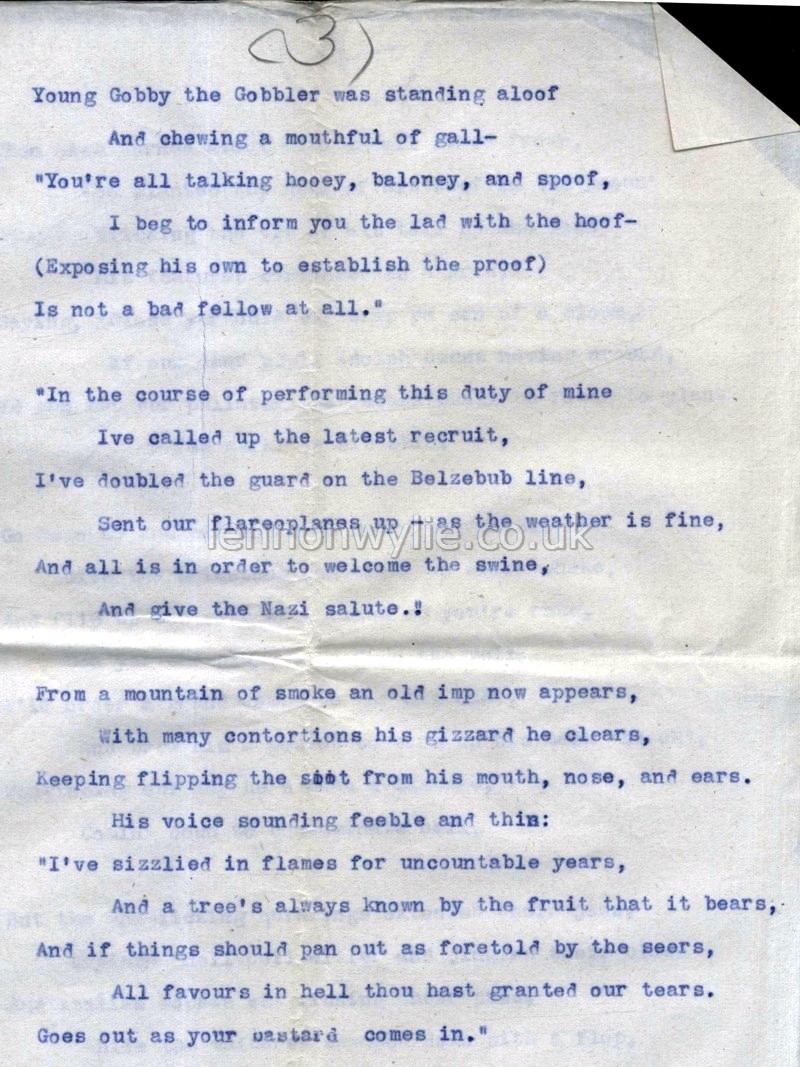 (3)
Young Gobby the Gobbler was standing aloof
And chewing a mouthful of gall-
"You're all talking hooey, baloney, and spoof,
I beg to inform you the lad with the hoof-
(Exposing his own to establish the proof)
Is not a bad fellow at all."
"In the course of performing this duty of mine
Ive called up the latest recruit,
I've doubled the guard on the Belzebub line,
Sent our flareoplanes up - as the weather is fine,
lennonwylie.co.uk
And all is in order to welcome the swine,
And give the Nazi salute.!
From a mountain of smoke an old imp now appears,
With many contortions his gizzard he clears,
Keeping flipping the soot from his mouth, nose, and ears.
His voice sounding feeble and thin:
"I've sizzlied in flames for uncountable years,
And a tree's always known by the fruit that it bears,
And if things should pan out as foretold by the seers,
All favours in hell thou hast granted our tears.
Goes out as your bastard comes in."